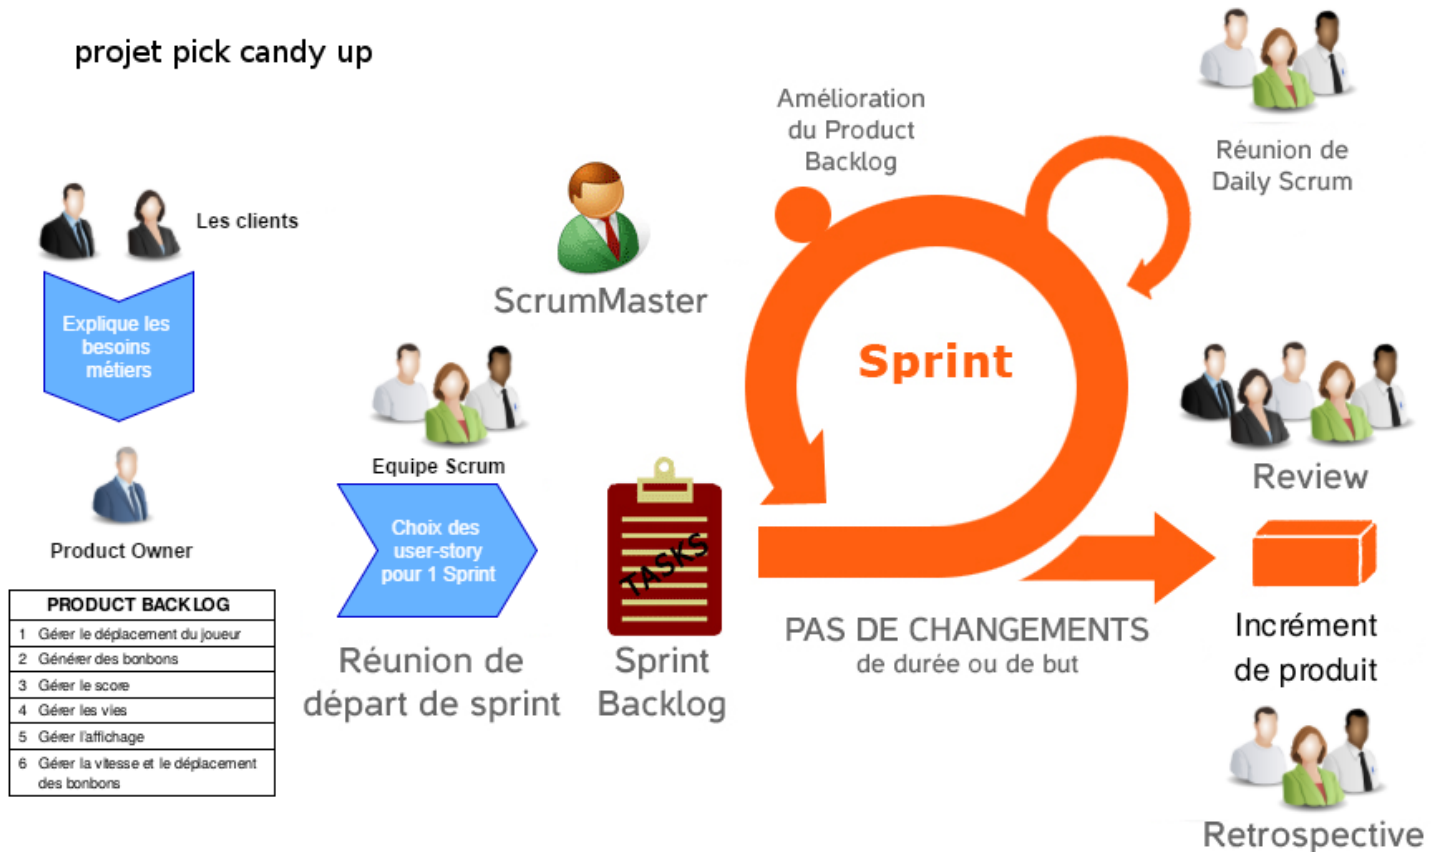 projet pick candy up
Les clients
Explique les
besoins
métiers
Product Owner
PRODUCT BACKLOG
1 Gérer le déplacement du joueur
2 Générer des bonbons
3 Gérer le score
4 Gérer les vies
5 Gérer l'affichage
6 Gérer la vitesse et le déplacement
des bonbons
ScrumMaster
Equipe Scrum
Choix des
user-story
pour 1 Sprint
Réunion de
départ de sprint
TASKS
Sprint
Backlog
Amélioration
du Product
Backlog
Sprint
PAS DE CHANGEMENTS
de durée ou de but
Réunion de
Daily Scrum
Review
Incrément
de produit
Retrospective